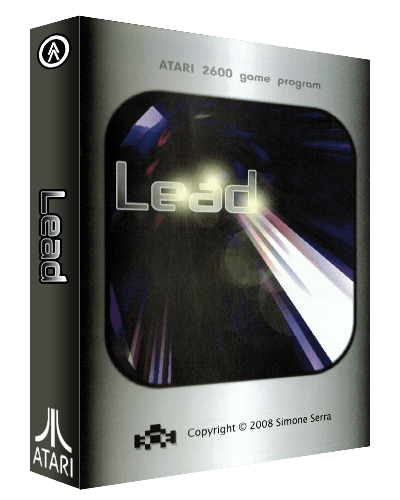 Lead
ATARI
ATARI 2600 game program
Lead
Copyright © 2008 Simone Serra